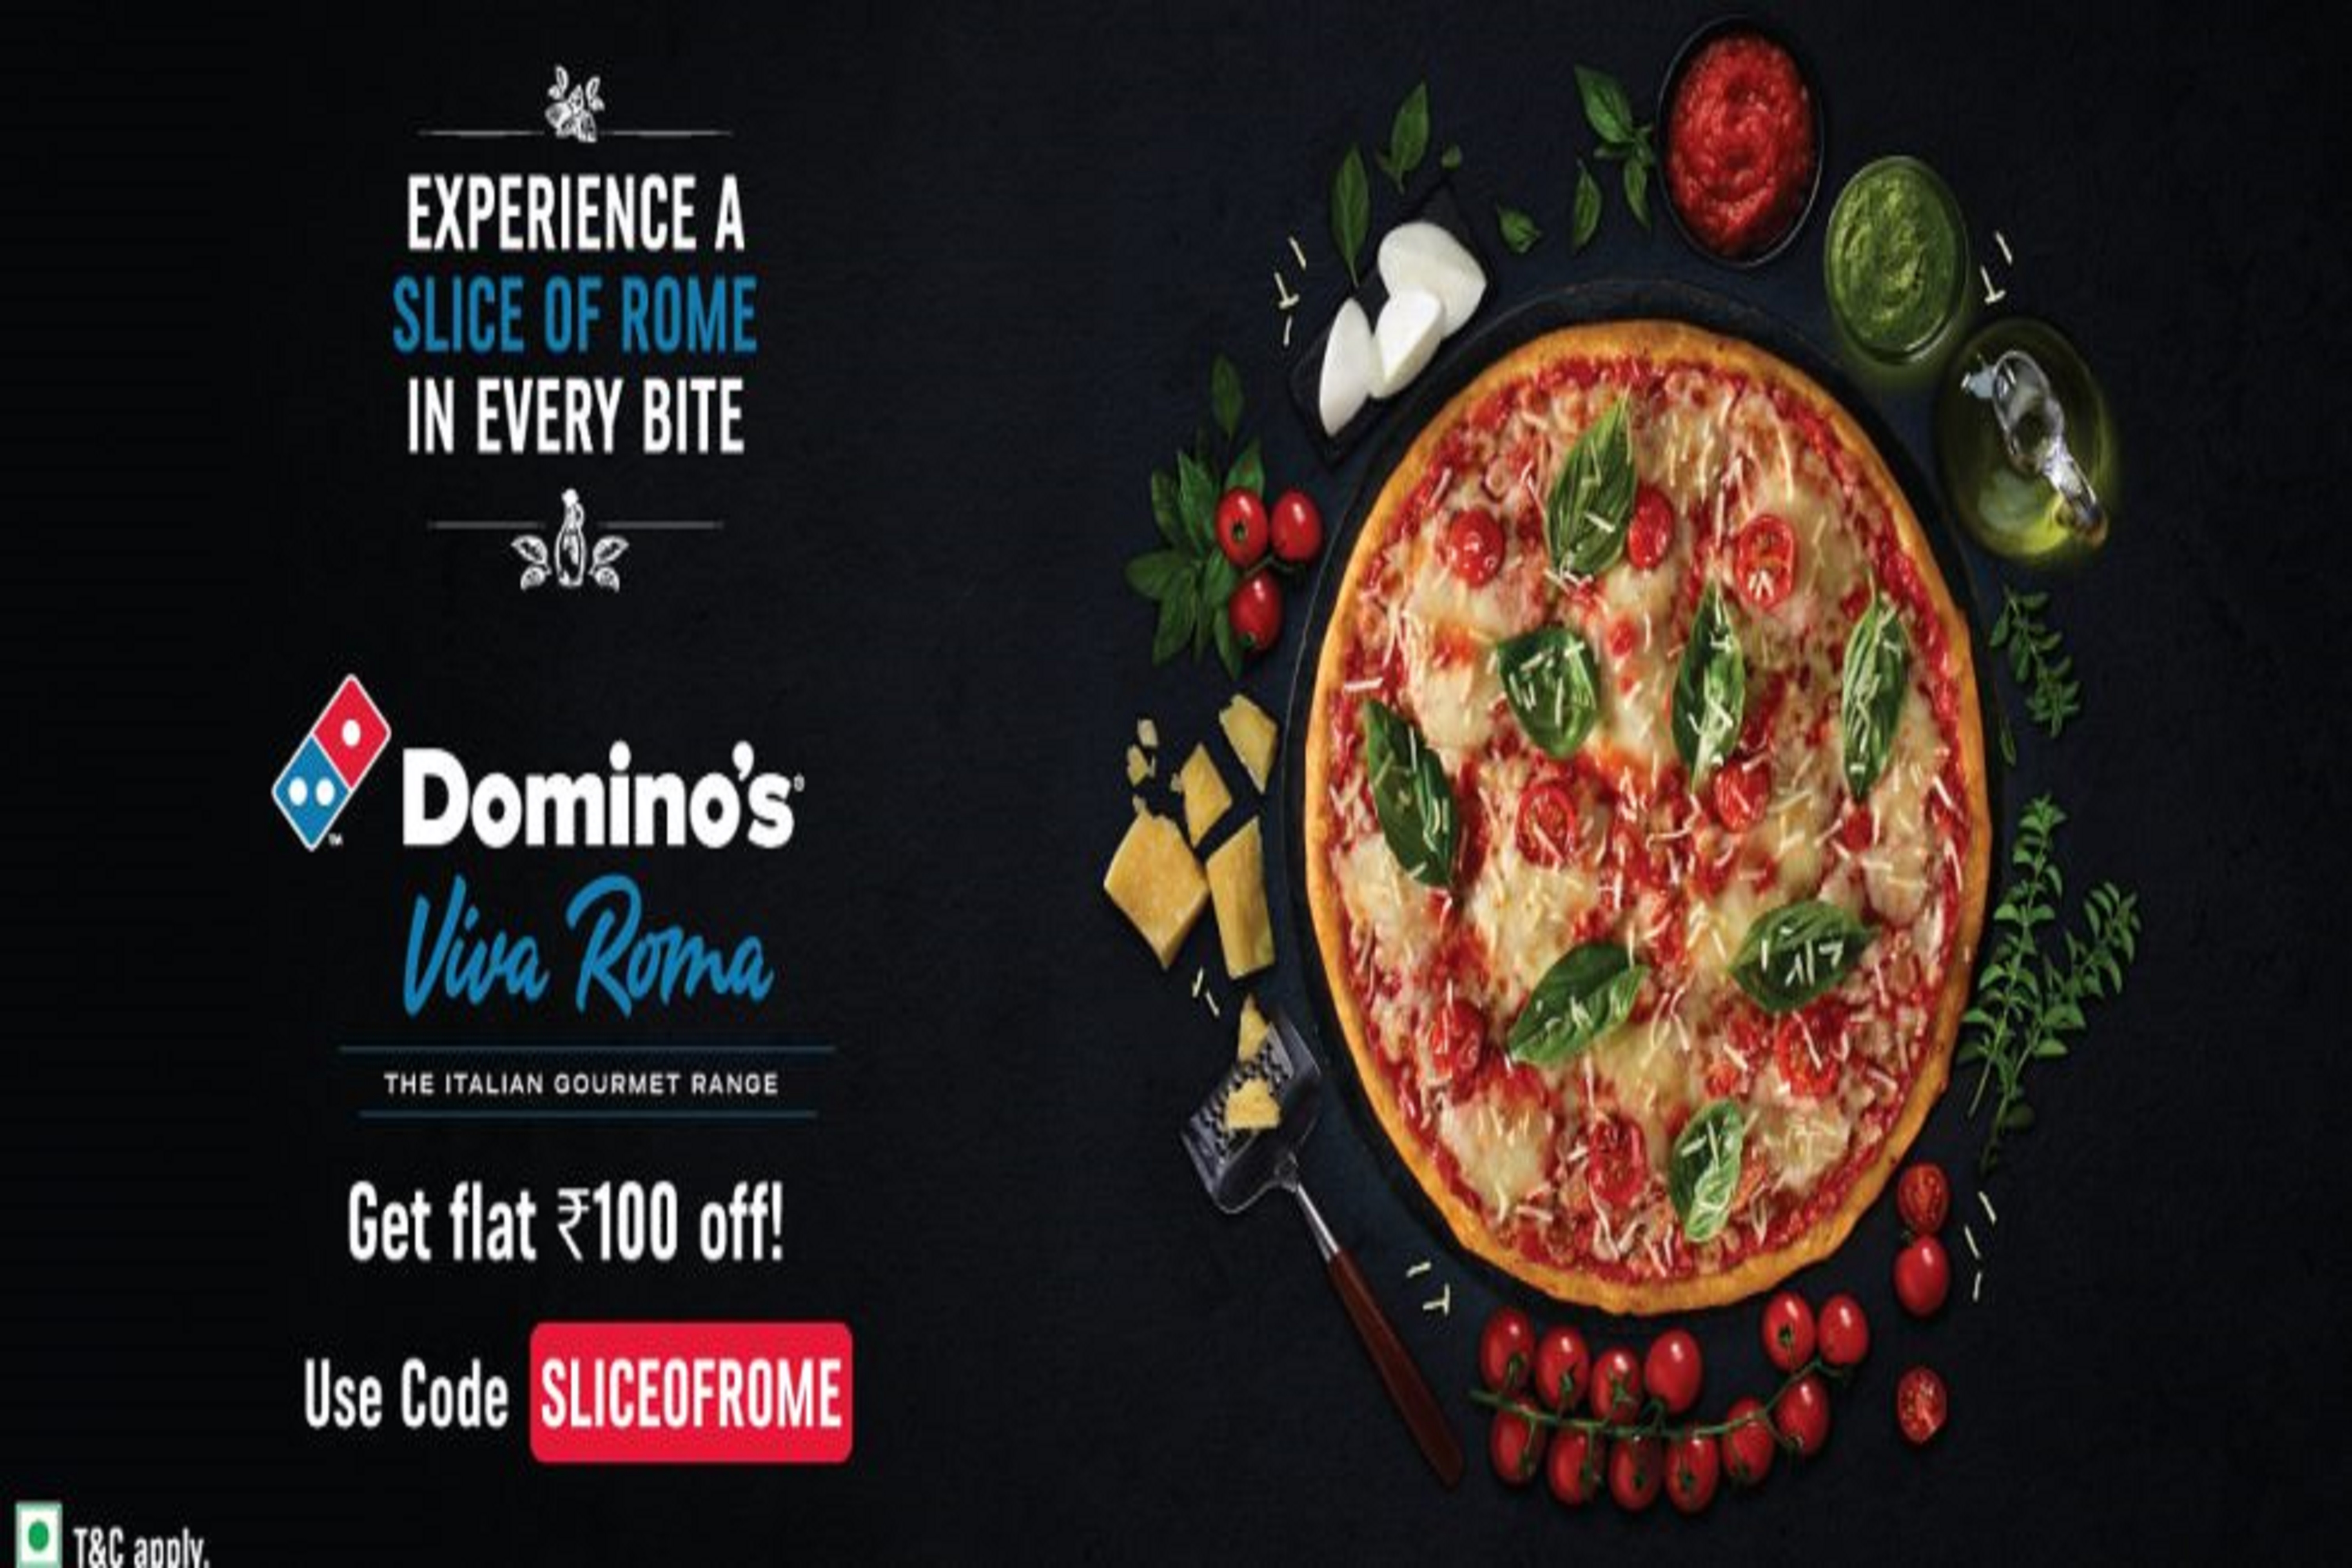 EXPERIENCE A
SLICE OF ROME
IN EVERY BITE
Domino's®
Viva Roma
THE ITALIAN GOURMET RANGE
Get flat ₹100 off!
Use Code SLICEOFROME
T&C apply.